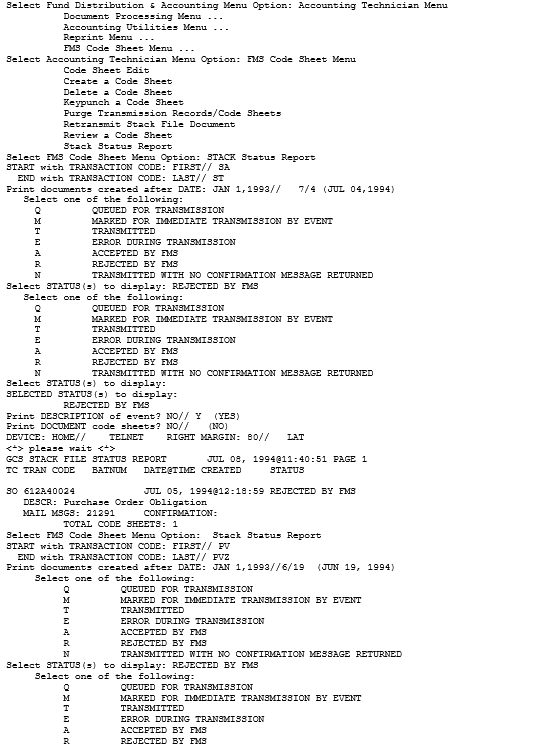 Select Fund Distribution & Accounting Menu Option: Accounting Technician Menu
Document Processing Menu ...
Accounting Utilities Menu ...
Reprint Menu ...
FMS Code Sheet Menu ...
Select Accounting Technician Menu Option: FMS Code Sheet Menu
Code Sheet Edit
Create a Code Sheet
Delete a Code Sheet
Keypunch a Code Sheet
Purge Transmission Records/Code Sheets
Retransmit Stack File Document
Review a Code Sheet
Stack Status Report
Select FMS Code Sheet Menu Option: STACK Status Report
START with TRANSACTION CODE: FIRST// SA
END with TRANSACTION CODE: LAST// ST
Print documents created after DATE: JAN 1,1993// 7/4 (JUL 04,1994)
Select one of the following:
Q QUEUED FOR TRANSMISSION
M MARKED FOR IMMEDIATE TRANSMISSION BY EVENT
T TRANSMITTED
E ERROR DURING TRANSMISSION
A ACCEPTED BY FMS
R REJECTED BY FMS
N TRANSMITTED WITH NO CONFIRMATION MESSAGE RETURNED
Select STATUS(s) to display: REJECTED BY FMS
Select one of the following:
Q QUEUED FOR TRANSMISSION
M MARKED FOR IMMEDIATE TRANSMISSION BY EVENT
T TRANSMITTED
E ERROR DURING TRANSMISSION
A ACCEPTED BY FMS
R REJECTED BY FMS
N TRANSMITTED WITH NO CONFIRMATION MESSAGE RETURNED
Select STATUS(s) to display:
SELECTED STATUS(s) to display:
REJECTED BY FMS
Print DESCRIPTION of event? NO// Y (YES)
Print DOCUMENT code sheets? NO// (NO)
DEVICE: HOME// TELNET RIGHT MARGIN: 80// LAT
<*> please wait <*>
GCS STACK FILE STATUS REPORT JUL 08, 1994@11:40:51 PAGE 1
TC TRAN CODE BATNUM DATE@TIME CREATED STATUS
SO 612A40024 JUL 05, 1994@12:18:59 REJECTED BY FMS
DESCR: Purchase Order Obligation
MAIL MSGS: 21291 CONFIRMATION:
TOTAL CODE SHEETS: 1
Select FMS Code Sheet Menu Option: Stack Status Report
START with TRANSACTION CODE: FIRST// PV
END with TRANSACTION CODE: LAST// PVZ
Print documents created after DATE: JAN 1,1993//6/19 (JUN 19, 1994)
Select one of the following:
Q QUEUED FOR TRANSMISSION
M MARKED FOR IMMEDIATE TRANSMISSION BY EVENT
T TRANSMITTED
E ERROR DURING TRANSMISSION
A ACCEPTED BY FMS
R REJECTED BY FMS
N TRANSMITTED WITH NO CONFIRMATION MESSAGE RETURNED
Select STATUS(s) to display: REJECTED BY FMS
Select one of the following:
Q QUEUED FOR TRANSMISSION
M MARKED FOR IMMEDIATE TRANSMISSION BY EVENT
T TRANSMITTED
E ERROR DURING TRANSMISSION
A ACCEPTED BY FMS
R REJECTED BY FMS